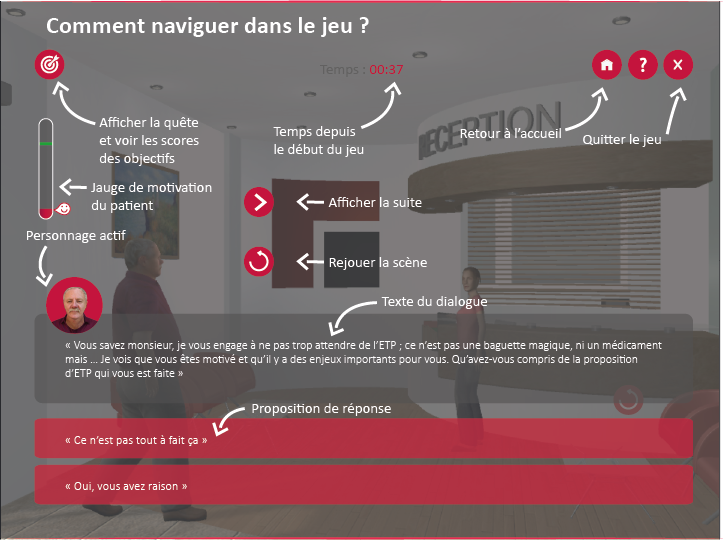 Comment naviguer dans le jeu ?
Temps : 00:37
?
RECEPTION
Afficher la quête
et voir les scores
des objectifs
Temps depuis
le début du jeu
Retour à l'accueil
Quitter le jeu
Jauge de motivation
du patient
Afficher la suite
Personnage actif
Rejouer la scène
Texte du dialogue
« Vous savez monsieur, je vous engage à ne pas trop attendre de l'ETP ; ce n'est pas une baguette magique, ni un médicament
mais ... Je vois que vous êtes motivé et qu'il y a des enjeux importants pour vous. Qu'avez-vous compris de la proposition
d'ETP qui vous est faite »
Proposition de réponse
« Ce n'est pas tout à fait ça »
« Oui, vous avez raison »